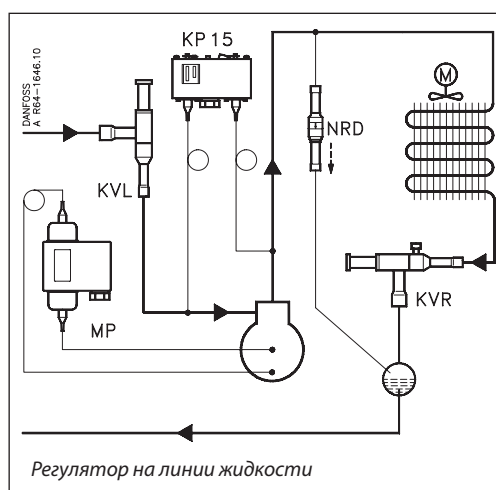 DANFOSS
A R64-1646.10
KP 15
M
NRD
KVL
KVR
MP
Регулятор на линии жидкости